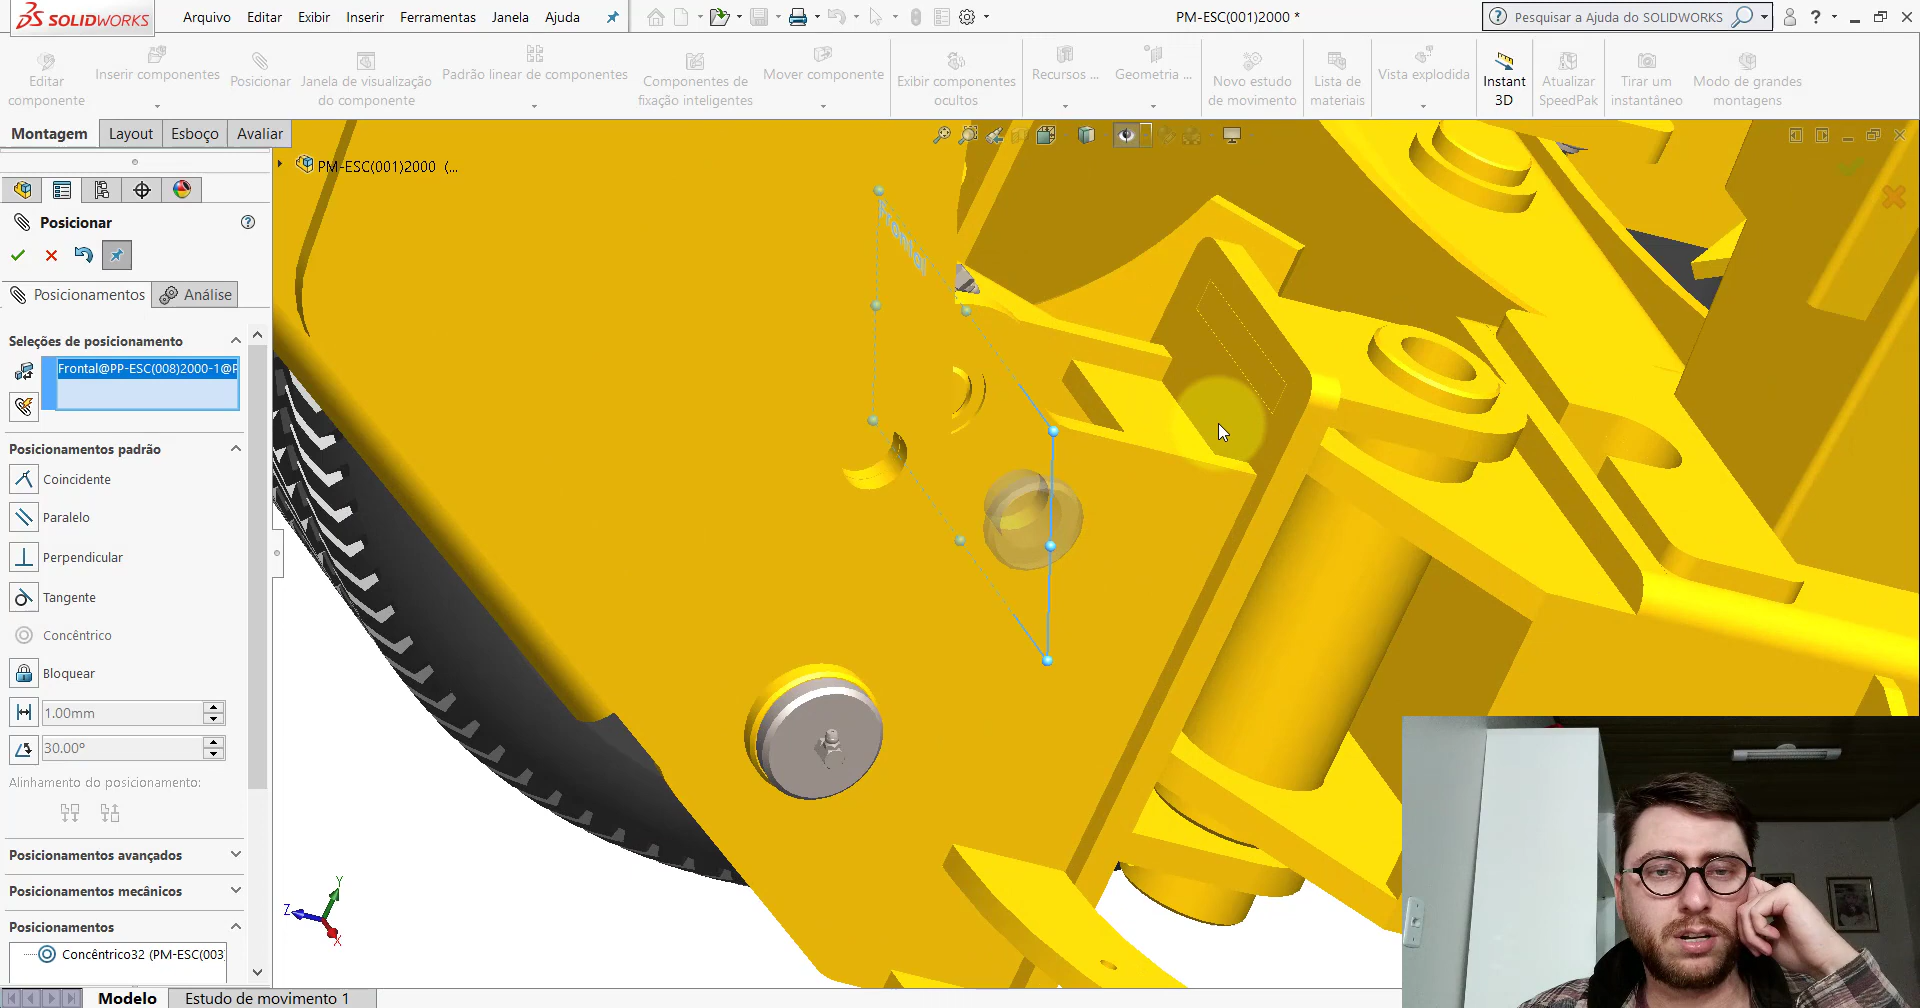 SOLIDWORKS
Arquivo Editar Exibir Inserir Ferramentas Janela Ajuda
PM-ESC(001)2000 *
Pesquisar a Ajuda do SOLIDWORKS
Editar componente
Inserir componentes
Posicionar
Janela de visualização do componente
Padrão linear de componentes
Componentes de fixação inteligentes
Mover componente
Exibir componentes ocultos
Recursos ...
Geometria ...
Novo estudo de movimento
Lista de materiais
Vista explodida
Instant 3D
Atualizar SpeedPak
Tirar um instantâneo
Modo de grandes montagens
Montagem Layout Esboço Avaliar
PM-ESC(001)2000 (...
Posicionar
Posicionamentos Análise
Seleções de posicionamento
Frontal@PP-ESC(008)2000-1@P
Posicionamentos padrão
Coincidente
Paralelo
Perpendicular
Tangente
Concêntrico
Bloquear
1.00mm
30.00º
Alinhamento do posicionamento:
Posicionamentos avançados
Posicionamentos mecânicos
Posicionamentos
Concêntrico32 (PM-ESC(003)
Frontal
Y
Z
X
Modelo Estudo de movimento 1